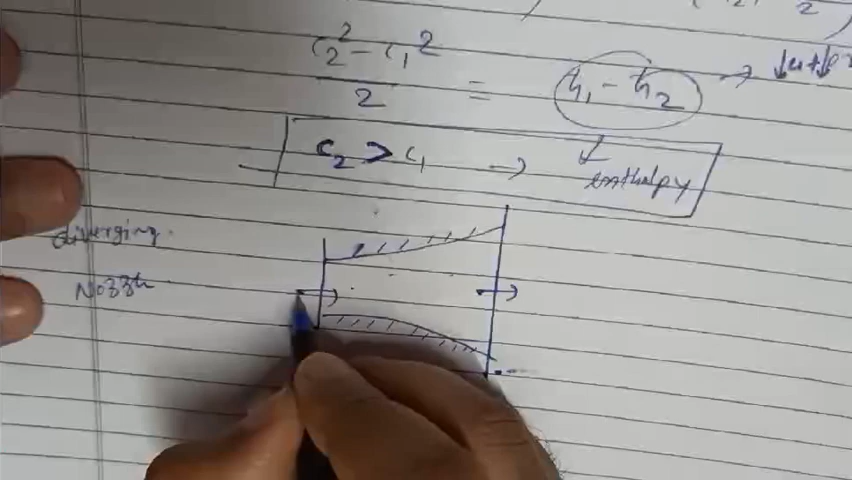 C₂² - C₁²
/ 2 = h₁ - h₂ →
C₂ > C₁ → enthalpy
diverging
Nozzle